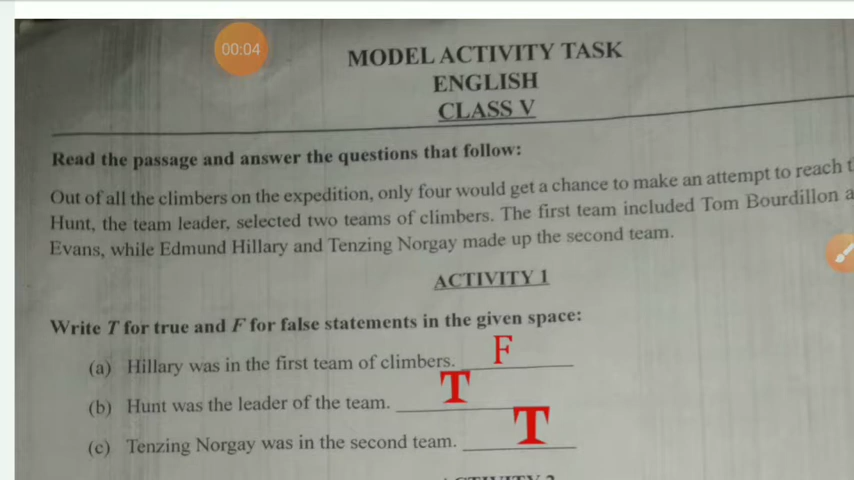 00:04
MODEL ACTIVITY TASK
ENGLISH
CLASS V
Read the passage and answer the questions that follow:
Out of all the climbers on the expedition, only four would get a chance to make an attempt to reach
Hunt, the team leader, selected two teams of climbers. The first team included Tom Bourdillon
Evans, while Edmund Hillary and Tenzing Norgay made up the second team.
ACTIVITY 1
Write T for true and F for false statements in the given space:
(a) Hillary was in the first team of climbers. F
(b) Hunt was the leader of the team. T
(c) Tenzing Norgay was in the second team. T